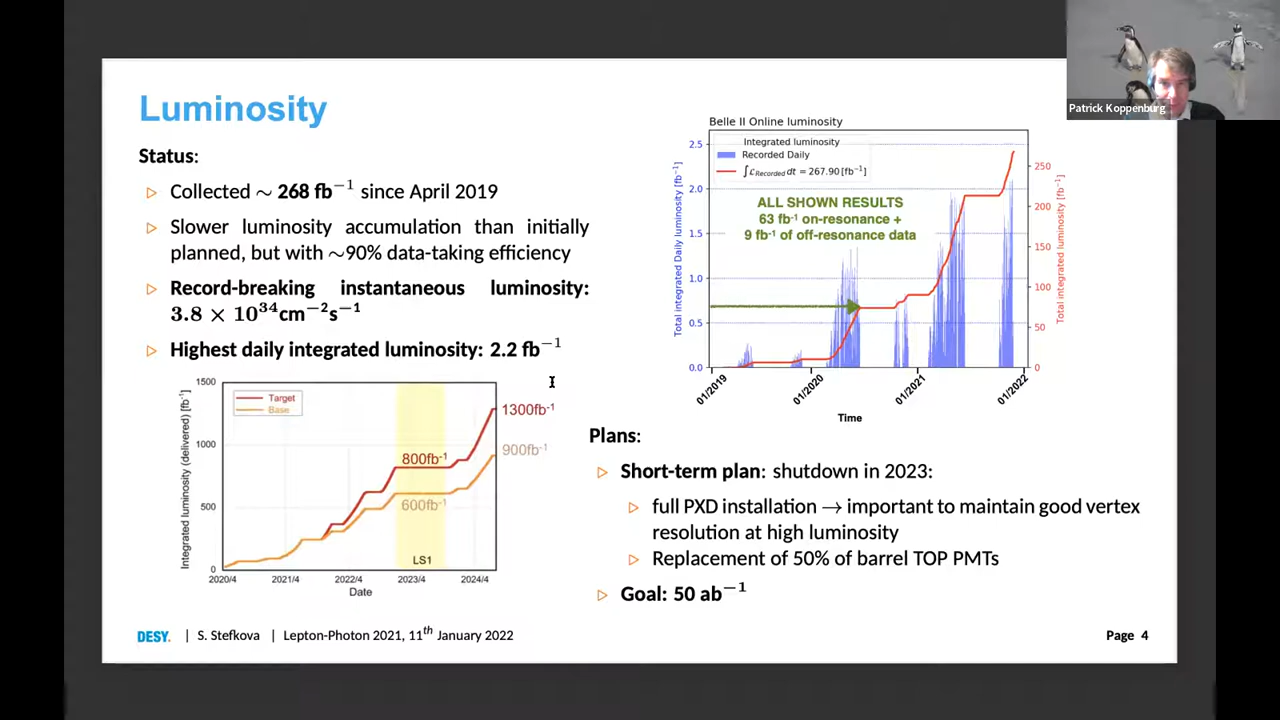 Patrick Koppenburg
Luminosity
Status:
▷ Collected ∼ 268 fb⁻¹ since April 2019
▷ Slower luminosity accumulation than initially
planned, but with ∼90% data-taking efficiency
▷ Record-breaking instantaneous luminosity:
3.8 × 10³⁴cm⁻²s⁻¹
▷ Highest daily integrated luminosity: 2.2 fb⁻¹
Belle II Online luminosity
Integrated luminosity
Recorded Daily
∫ℒ_Recorded dt = 267.90 [fb⁻¹]
ALL SHOWN RESULTS
63 fb⁻¹ on-resonance +
9 fb⁻¹ of off-resonance data
Total integrated Daily luminosity [fb⁻¹]
2.5
2.0
1.5
1.0
0.5
0.0
Total integrated luminosity [fb⁻¹]
250
200
150
100
50
0
01/2019
01/2020
01/2021
01/2022
Time
Integrated luminosity (delivered) [fb⁻¹]
1500
1000
500
0
Target
Base
1300fb⁻¹
900fb⁻¹
800fb⁻¹
600fb⁻¹
LS1
2020/4
2021/4
2022/4
2023/4
2024/4
Date
Plans:
▷ Short-term plan: shutdown in 2023:
▷ full PXD installation → important to maintain good vertex
resolution at high luminosity
▷ Replacement of 50% of barrel TOP PMTs
▷ Goal: 50 ab⁻¹
DESY. | S. Stefkova | Lepton-Photon 2021, 11th January 2022
Page 4